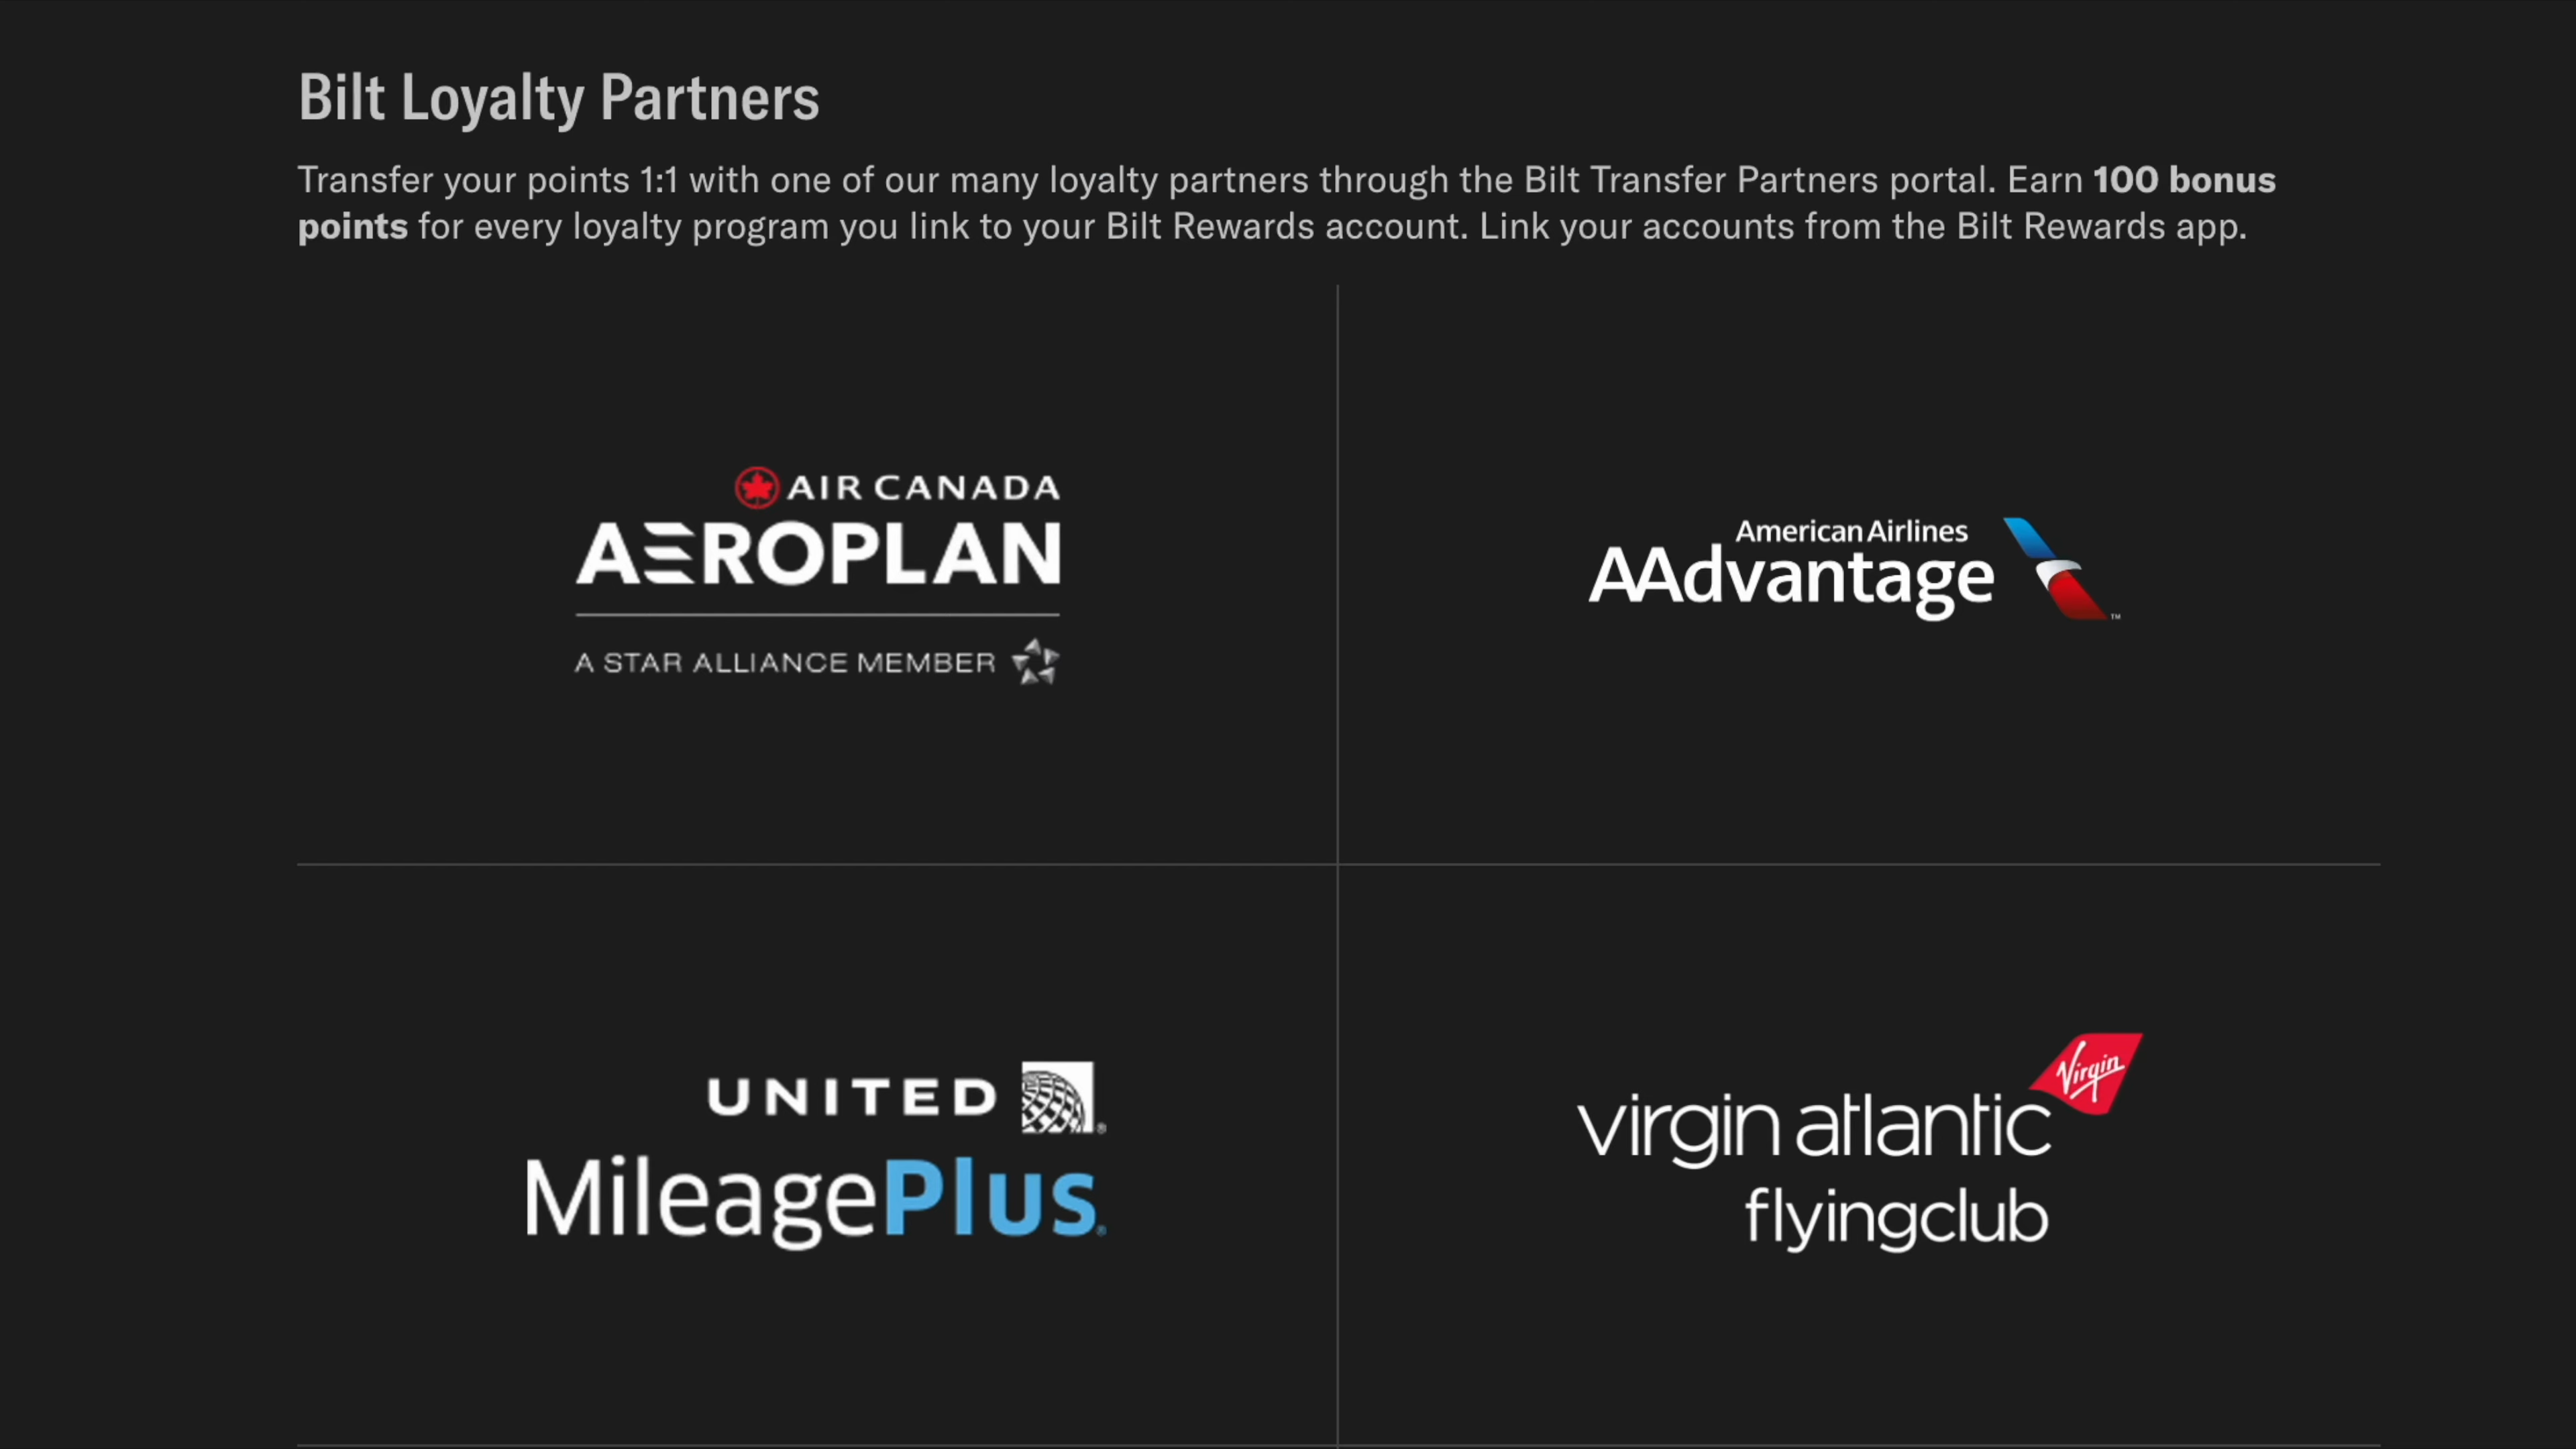 Bilt Loyalty Partners
Transfer your points 1:1 with one of our many loyalty partners through the Bilt Transfer Partners portal. Earn 100 bonus
points for every loyalty program you link to your Bilt Rewards account. Link your accounts from the Bilt Rewards app.
AIR CANADA
AEROPLAN
A STAR ALLIANCE MEMBER
American Airlines
AAdvantage
™
UNITED
®
MileagePlus
®
Virgin
virgin atlantic
flyingclub